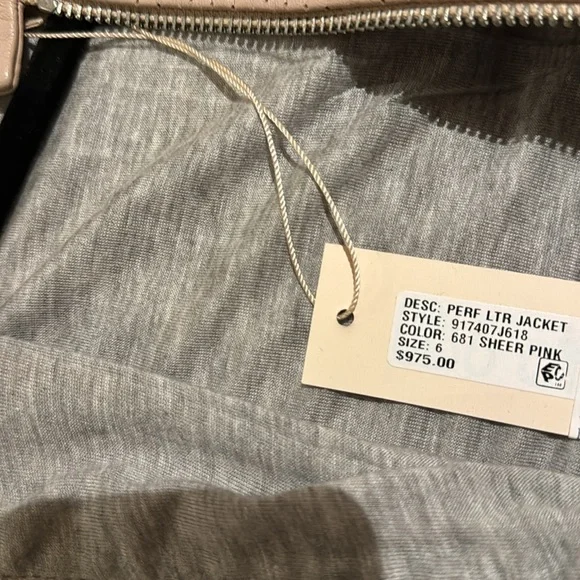 DESC: PERF LTR JACKET
STYLE: 917407J618
COLOR: 681 SHEER PINK
SIZE: 6
$975.00